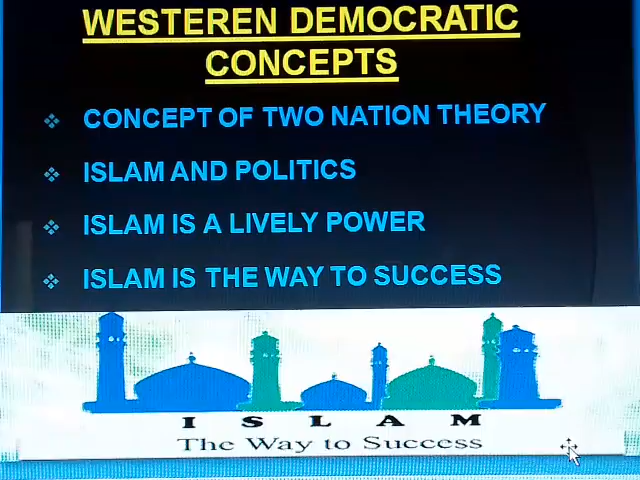 WESTEREN DEMOCRATIC
CONCEPTS
CONCEPT OF TWO NATION THEORY
ISLAM AND POLITICS
ISLAM IS A LIVELY POWER
ISLAM IS THE WAY TO SUCCESS
ISLAM
The Way to Success